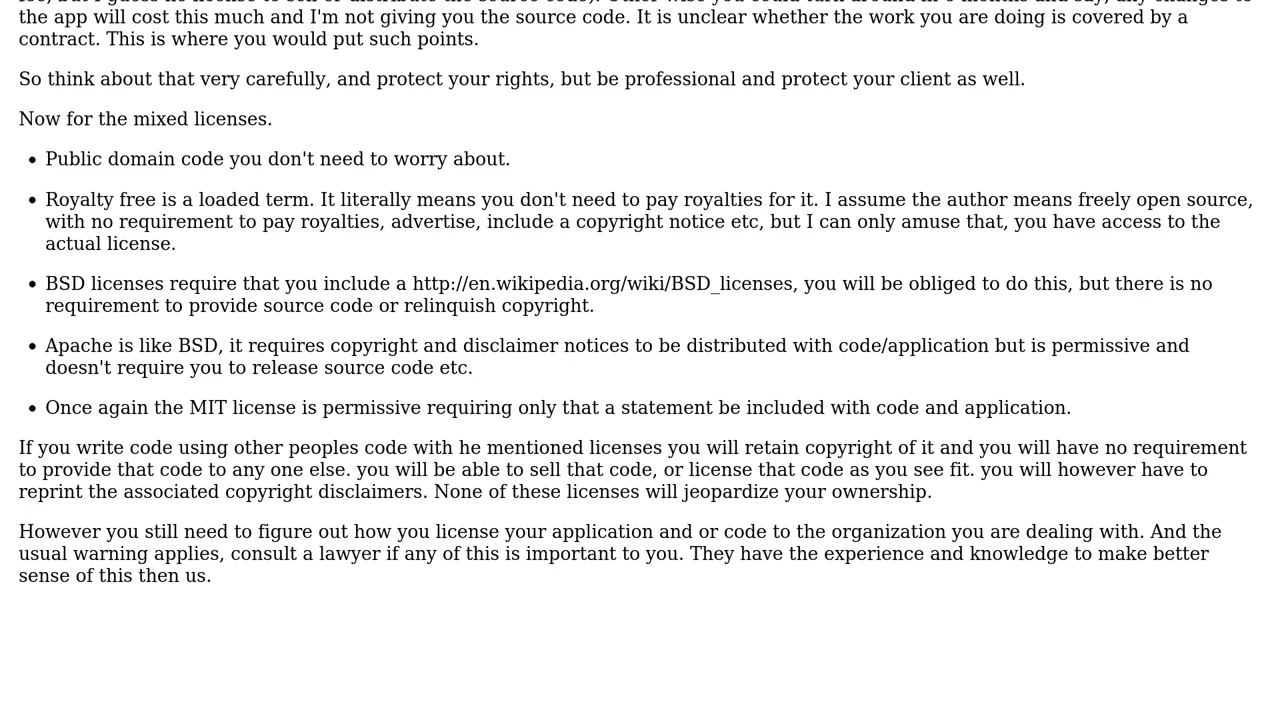 the app will cost this much and I'm not giving you the source code. It is unclear whether the work you are doing is covered by a
contract. This is where you would put such points.
So think about that very carefully, and protect your rights, but be professional and protect your client as well.
Now for the mixed licenses.
• Public domain code you don't need to worry about.
• Royalty free is a loaded term. It literally means you don't need to pay royalties for it. I assume the author means freely open source,
with no requirement to pay royalties, advertise, include a copyright notice etc, but I can only amuse that, you have access to the
actual license.
• BSD licenses require that you include a http://en.wikipedia.org/wiki/BSD_licenses, you will be obliged to do this, but there is no
requirement to provide source code or relinquish copyright.
• Apache is like BSD, it requires copyright and disclaimer notices to be distributed with code/application but is permissive and
doesn't require you to release source code etc.
• Once again the MIT license is permissive requiring only that a statement be included with code and application.
If you write code using other peoples code with he mentioned licenses you will retain copyright of it and you will have no requirement
to provide that code to any one else. you will be able to sell that code, or license that code as you see fit. you will however have to
reprint the associated copyright disclaimers. None of these licenses will jeopardize your ownership.
However you still need to figure out how you license your application and or code to the organization you are dealing with. And the
usual warning applies, consult a lawyer if any of this is important to you. They have the experience and knowledge to make better
sense of this then us.